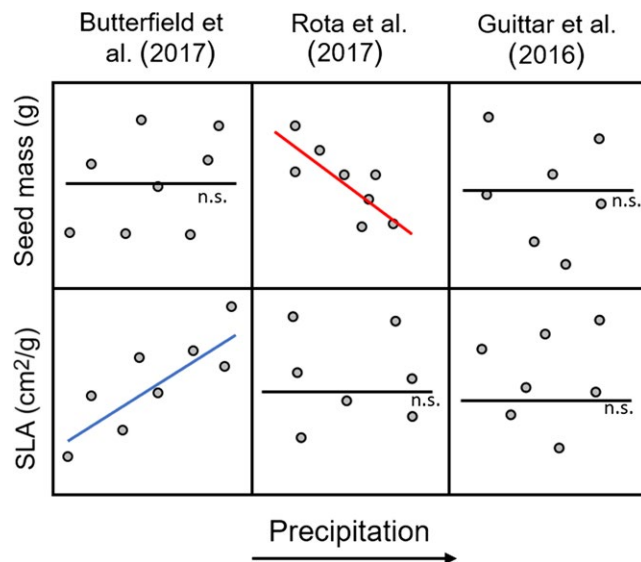 Butterfield et
al. (2017)
Rota et al.
(2017)
Guittar et al.
(2016)
Seed mass (g)
n.s.
n.s.
SLA (cm²/g)
n.s.
n.s.
Precipitation